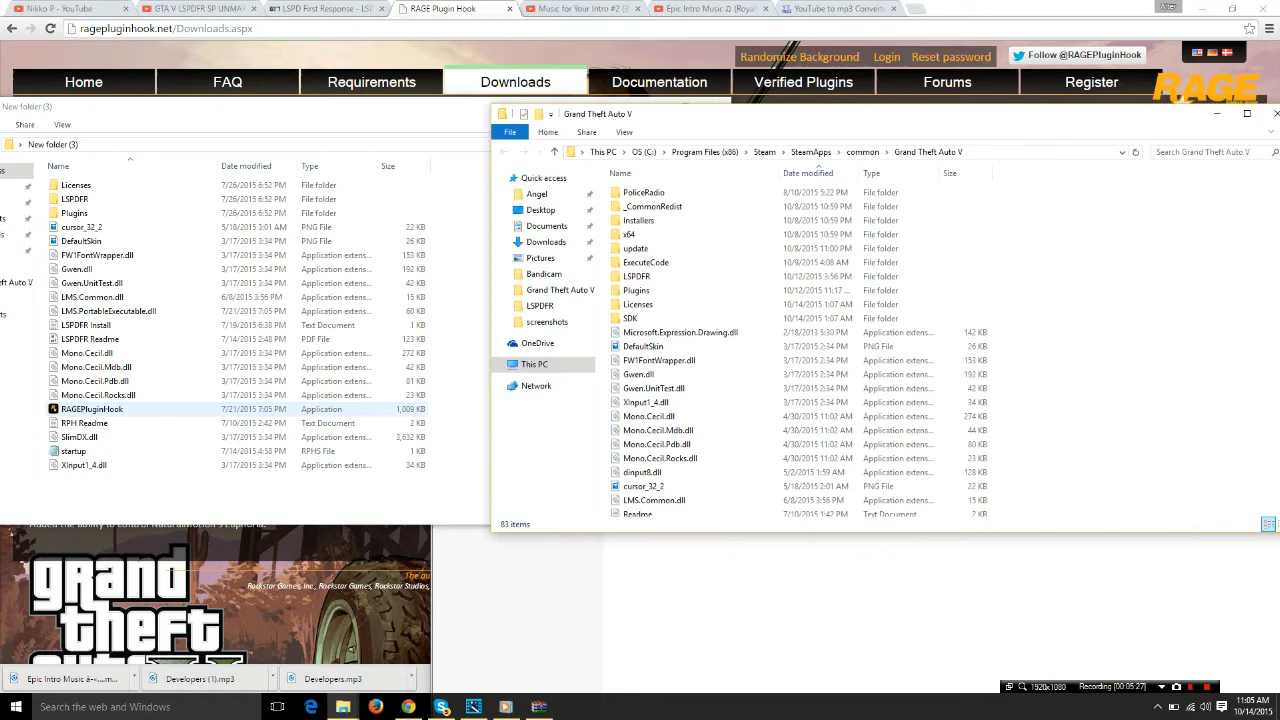 Nikko P - YouTube
GTA V LSPDFR SP UNMAR
LSPD First Response - LSPI
RAGE Plugin Hook
Music for Your Intro #2 (3
Epic Intro Music ♫ (Royal
YouTube to mp3 Converte
Alter
ragepluginhook.net/Downloads.aspx
Randomize Background Login Reset password
Follow @RAGEPluginHook
Home FAQ Requirements Downloads Documentation Verified Plugins Forums Register
RAGE
New folder (3)
Share View
New folder (3)
Name Date modified Type Size
Licenses 7/26/2015 6:52 PM File folder
LSPDFR 7/26/2015 6:52 PM File folder
Plugins 7/26/2015 6:52 PM File folder
cursor_32_2 5/18/2015 3:01 AM PNG File 22 KB
DefaultSkin 3/17/2015 3:34 PM PNG File 26 KB
FW1FontWrapper.dll 3/17/2015 3:34 PM Application extens... 153 KB
Gwen.dll 3/17/2015 3:34 PM Application extens... 192 KB
Gwen.UnitTest.dll 3/17/2015 3:34 PM Application extens... 42 KB
LMS.Common.dll 6/8/2015 3:56 PM Application extens... 15 KB
LMS.PortableExecutable.dll 7/21/2015 7:05 PM Application extens... 60 KB
LSPDFR Install 7/19/2015 6:38 PM Text Document 1 KB
LSPDFR Readme 7/19/2015 2:48 PM PDF File 123 KB
Mono.Cecil.dll 3/17/2015 3:34 PM Application extens... 272 KB
Mono.Cecil.Mdb.dll 3/17/2015 3:34 PM Application extens... 42 KB
Mono.Cecil.Pdb.dll 3/17/2015 3:34 PM Application extens... 81 KB
Mono.Cecil.Rocks.dll 3/17/2015 3:34 PM Application extens... 23 KB
RAGEPluginHook 7/21/2015 7:05 PM Application 1,009 KB
RPH Readme 7/10/2015 2:42 PM Text Document 2 KB
SlimDX.dll 3/17/2015 3:34 PM Application extens... 3,632 KB
startup 7/14/2015 4:58 PM RPHS File 1 KB
XInput1_4.dll 3/17/2015 3:34 PM Application extens... 34 KB
Grand Theft Auto V
File Home Share View
This PC OS (C:) Program Files (x86) Steam SteamApps common Grand Theft Auto V
Search Grand Theft Auto V
Quick access
Angel
Desktop
Documents
Downloads
Pictures
Bandicam
Grand Theft Auto V
LSPDFR
screenshots
OneDrive
This PC
Network
Name Date modified Type Size
PoliceRadio 8/10/2015 5:22 PM File folder
_CommonRedist 10/8/2015 10:59 PM File folder
Installers 10/8/2015 10:59 PM File folder
x64 10/8/2015 10:59 PM File folder
update 10/8/2015 11:00 PM File folder
ExecuteCode 10/9/2015 4:08 AM File folder
LSPDFR 10/12/2015 3:56 PM File folder
Plugins 10/12/2015 11:17 ... File folder
Licenses 10/14/2015 1:07 AM File folder
SDK 10/14/2015 1:07 AM File folder
Microsoft.Expression.Drawing.dll 2/18/2013 5:30 PM Application extens... 142 KB
DefaultSkin 3/17/2015 2:34 PM PNG File 26 KB
FW1FontWrapper.dll 3/17/2015 2:34 PM Application extens... 153 KB
Gwen.dll 3/17/2015 2:34 PM Application extens... 192 KB
Gwen.UnitTest.dll 3/17/2015 2:34 PM Application extens... 42 KB
XInput1_4.dll 3/17/2015 2:34 PM Application extens... 34 KB
Mono.Cecil.dll 4/30/2015 11:02 AM Application extens... 274 KB
Mono.Cecil.Mdb.dll 4/30/2015 11:02 AM Application extens... 44 KB
Mono.Cecil.Pdb.dll 4/30/2015 11:02 AM Application extens... 80 KB
Mono.Cecil.Rocks.dll 4/30/2015 11:02 AM Application extens... 23 KB
dinput8.dll 5/2/2015 1:59 AM Application extens... 128 KB
cursor_32_2 5/18/2015 2:01 AM PNG File 22 KB
LMS.Common.dll 6/8/2015 3:56 PM Application extens... 15 KB
Readme 7/10/2015 1:42 PM Text Document 2 KB
83 items
Added the ability to control NaturalMotion's Euphoria.
grand
theft
The gu
Rockstar Games, Inc., Rockstar Games, Rockstar Studios,
Epic Intro Music
Developers (1).mp3
Developers.mp3
1920x1080 Recording [00:05:27]
Search the web and Windows
11:05 AM
10/14/2015